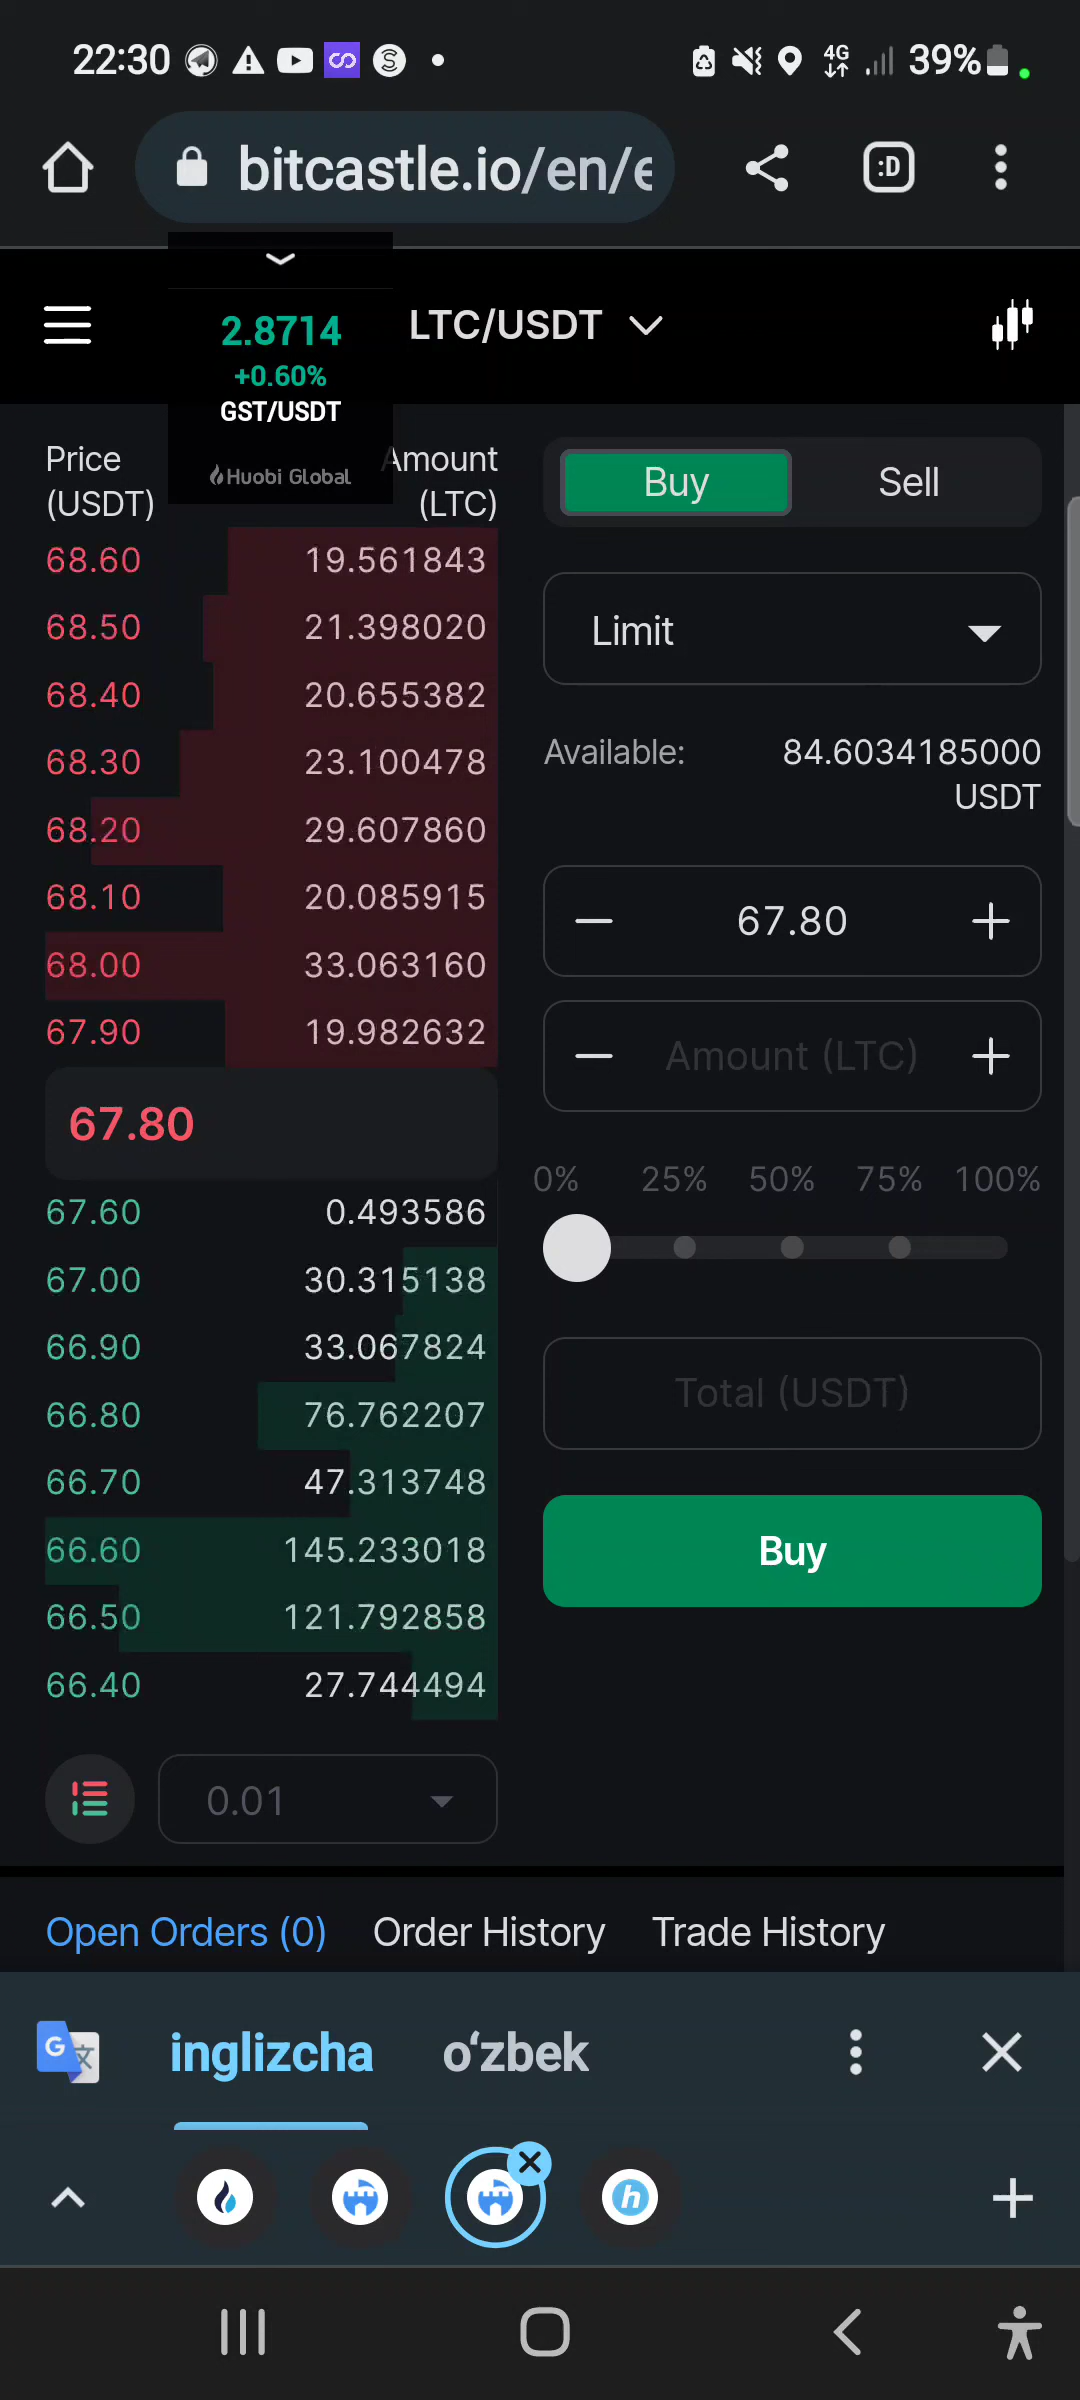 22:30
4G
39%
bitcastle.io/en/e
:D
2.8714
+0.60%
GST/USDT
Huobi Global
LTC/USDT
Price
(USDT)
Amount
(LTC)
68.60 19.561843
68.50 21.398020
68.40 20.655382
68.30 23.100478
68.20 29.607860
68.10 20.085915
68.00 33.063160
67.90 19.982632
67.80
67.60 0.493586
67.00 30.315138
66.90 33.067824
66.80 76.762207
66.70 47.313748
66.60 145.233018
66.50 121.792858
66.40 27.744494
0.01
Buy Sell
Limit
Available: 84.6034185000
USDT
67.80
Amount (LTC)
0% 25% 50% 75% 100%
Total (USDT)
Buy
Open Orders (0) Order History Trade History
inglizcha oʻzbek